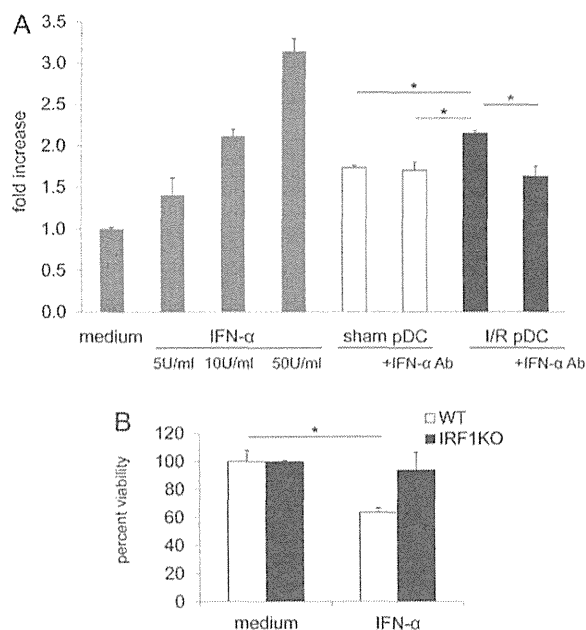 A
fold increase
3.5
3.0
2.5
2.0
1.5
1.0
0.5
0.0
* * *
medium IFN-α sham pDC I/R pDC
5U/ml 10U/ml 50U/ml +IFN-α Ab +IFN-α Ab
B
WT
IRF1KO
percent viability
120
100
80
60
40
20
0
*
medium IFN-α